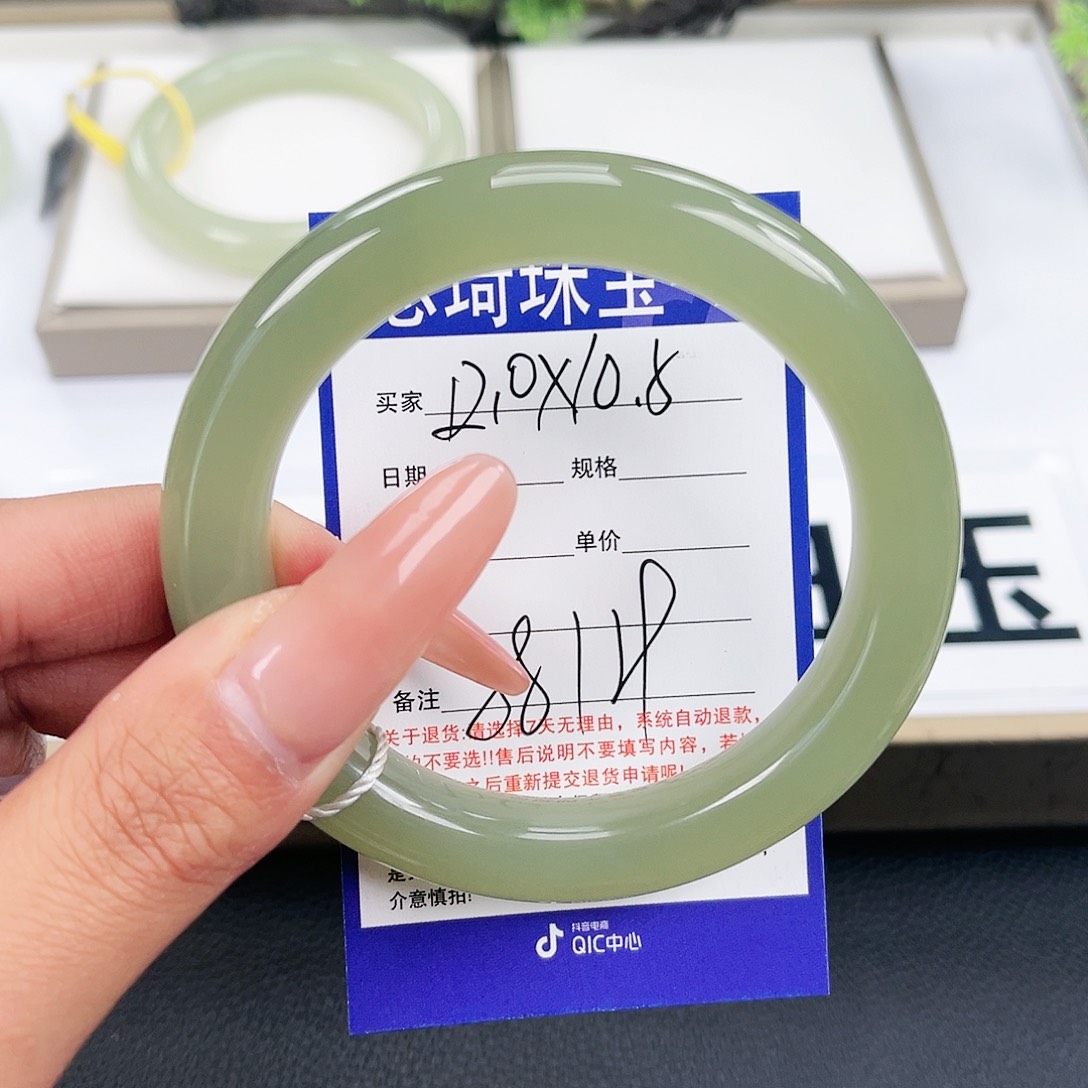 琦珠宝
买家 12.0X10.8
日期 规格
单价
备注
关于退货:请选择7天无理由，系统自动退款，
不要选!!售后说明不要填写内容，若
之后重新提交退货申请呢!
介意慎拍!
抖音电商
QIC中心
玉